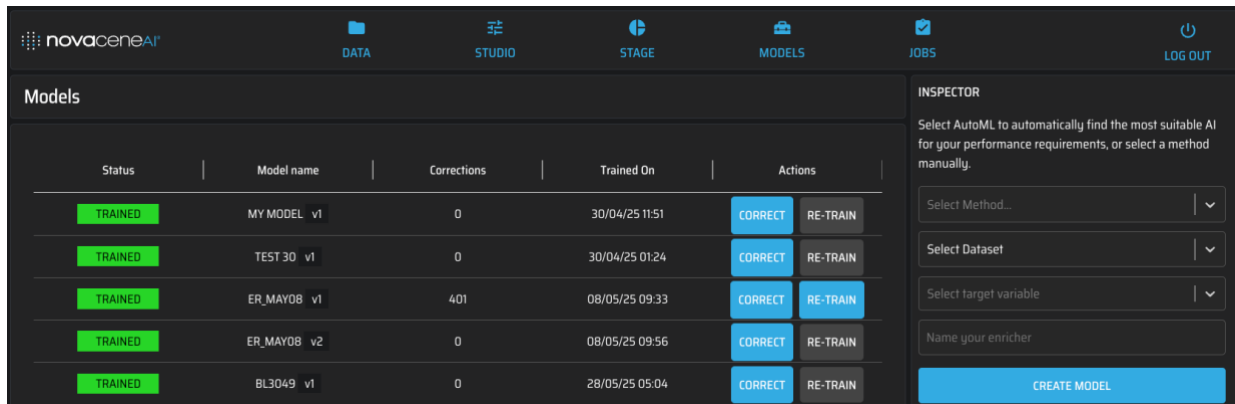 novaceneAI
DATA
STUDIO
STAGE
MODELS
JOBS
LOG OUT
Models
Status Model name Corrections Trained On Actions
TRAINED MY MODEL v1 0 30/04/25 11:51 CORRECT RE-TRAIN
TRAINED TEST 30 v1 0 30/04/25 01:24 CORRECT RE-TRAIN
TRAINED ER_MAY08 v1 401 08/05/25 09:33 CORRECT RE-TRAIN
TRAINED ER_MAY08 v2 0 08/05/25 09:56 CORRECT RE-TRAIN
TRAINED BL3049 v1 0 28/05/25 05:04 CORRECT RE-TRAIN
INSPECTOR
Select AutoML to automatically find the most suitable AI
for your performance requirements, or select a method
manually.
Select Method...
Select Dataset
Select target variable
Name your enricher
CREATE MODEL